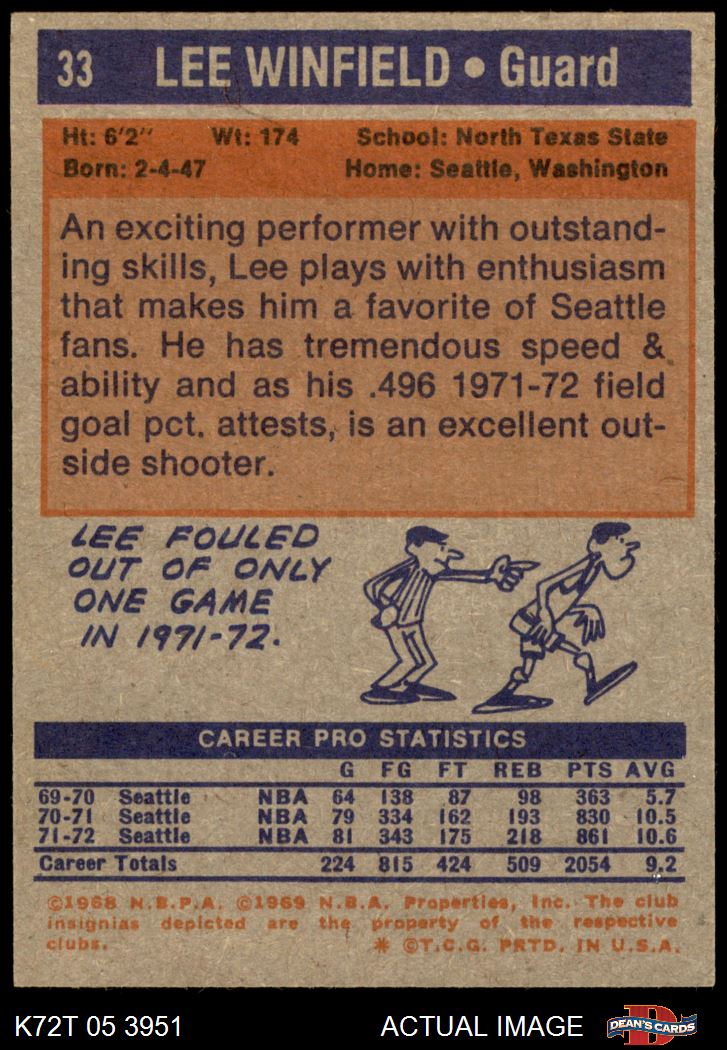 33 LEE WINFIELD • Guard
Ht: 6'2" Wt: 174 School: North Texas State
Born: 2-4-47 Home: Seattle, Washington
An exciting performer with outstand-
ing skills, Lee plays with enthusiasm
that makes him a favorite of Seattle
fans. He has tremendous speed &
ability and as his .496 1971-72 field
goal pct. attests, is an excellent out-
side shooter.
LEE FOULED
OUT OF ONLY
ONE GAME
IN 1971-72.
CAREER PRO STATISTICS
G FG FT REB PTS AVG
69-70 Seattle NBA 64 138 87 98 363 5.7
70-71 Seattle NBA 79 334 162 193 830 10.5
71-72 Seattle NBA 81 343 175 218 861 10.6
Career Totals 224 815 424 509 2054 9.2
©1968 N.B.P.A. ©1969 N.B.A. Properties, Inc. The club
insignias depicted are the property of the respective
clubs. * ©T.C.G. PRTD. IN U.S.A.
K72T 05 3951 ACTUAL IMAGE DEAN'S CARDS